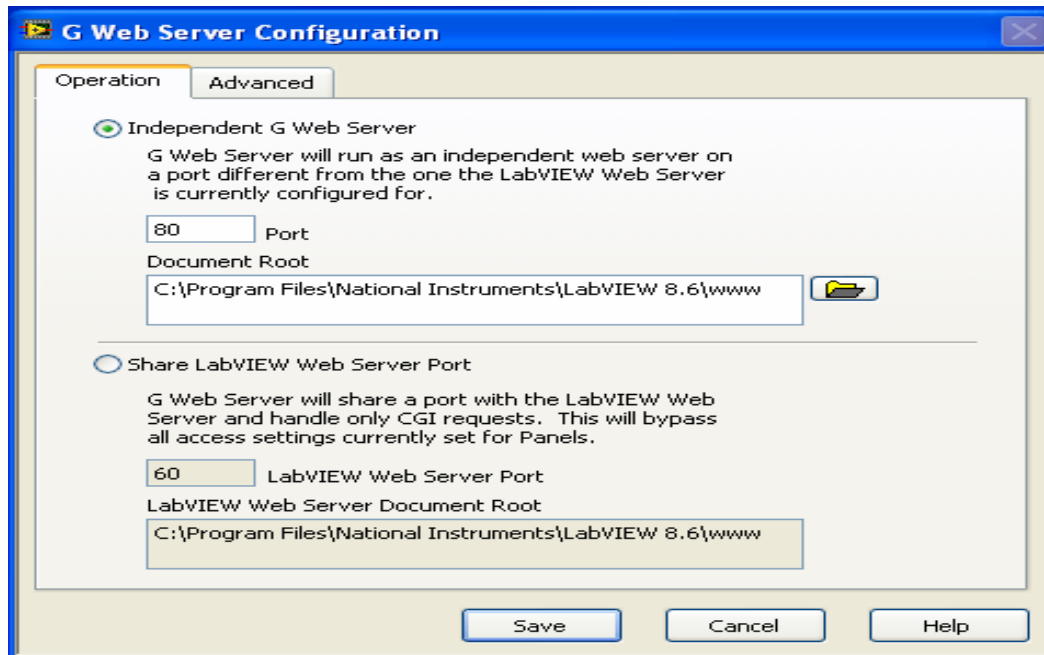 G Web Server Configuration
Operation
Advanced
Independent G Web Server
G Web Server will run as an independent web server on
a port different from the one the LabVIEW Web Server
is currently configured for.
80 Port
Document Root
C:\Program Files\National Instruments\LabVIEW 8.6\www
Share LabVIEW Web Server Port
G Web Server will share a port with the LabVIEW Web
Server and handle only CGI requests. This will bypass
all access settings currently set for Panels.
60 LabVIEW Web Server Port
LabVIEW Web Server Document Root
C:\Program Files\National Instruments\LabVIEW 8.6\www
Save
Cancel
Help